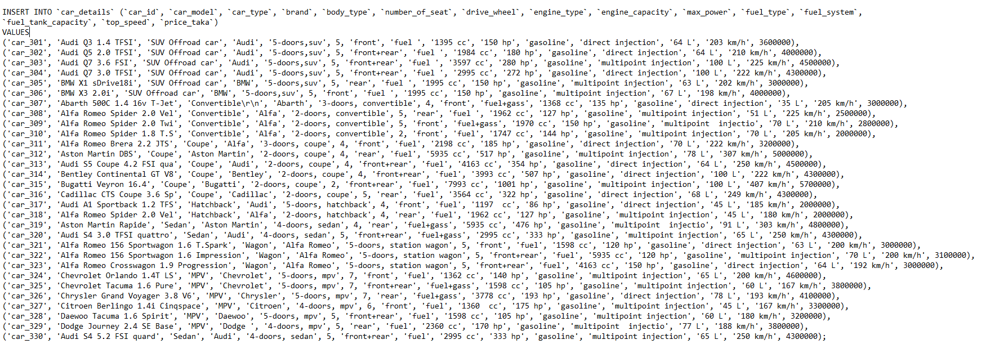 INSERT INTO `car_details` (`car_id`, `car_model`, `car_type`, `brand`, `body_type`, `number_of_seat`, `drive_wheel`, `engine_type`, `engine_capacity`, `max_power`, `fuel_type`, `fuel_system`,
`fuel_tank_capacity`, `top_speed`, `price_taka`)
VALUES
('car_301', 'Audi Q3 1.4 TFSI', 'SUV Offroad car', 'Audi', '5-doors,suv', 5, 'front', 'fuel ', '1395 cc', '150 hp', 'gasoline', 'direct injection', '64 L', '203 km/h', 3600000),
('car_302', 'Audi Q5 2.0 TFSI', 'SUV Offroad car', 'Audi', '5-doors,suv', 5, 'front+rear', 'fuel ', '1984 cc', '180 hp', 'gasoline', 'direct injection', '64 L', '210 km/h', 4000000),
('car_303', 'Audi Q7 3.6 FSI', 'SUV Offroad car', 'Audi', '5-doors,suv', 5, 'front+rear', 'fuel ', '3597 cc', '280 hp', 'gasoline', 'multipoint injection', '100 L', '225 km/h', 4500000),
('car_304', 'Audi Q7 3.0 TFSI', 'SUV Offroad car', 'Audi', '5-doors,suv', 5, 'front+rear', 'fuel ', '2995 cc', '272 hp', 'gasoline', 'direct injection', '100 L', '222 km/h', 4300000),
('car_305', 'BMW X1 sDrive18i', 'SUV Offroad car', 'BMW', '5-doors,suv', 5, 'rear', 'fuel ', '1995 cc', '150 hp', 'gasoline', 'multipoint injection', '63 L', '202 km/h', 3000000),
('car_306', 'BMW X3 2.0i', 'SUV Offroad car', 'BMW', '5-doors,suv', 5, 'front', 'fuel ', '1995 cc', '150 hp', 'gasoline', 'multipoint injection', '67 L', '198 km/h', 4000000),
('car_307', 'Abarth 500C 1.4 16v T-Jet', 'Convertible\r\n', 'Abarth', '3-doors, convertible', 4, 'front', 'fuel+gass', '1368 cc', '135 hp', 'gasoline', 'direct injection', '35 L', '205 km/h', 3000000),
('car_308', 'Alfa Romeo Spider 2.0 Vel', 'Convertible', 'Alfa', '2-doors, convertible', 5, 'rear', 'fuel ', '1962 cc', '127 hp', 'gasoline', 'multipoint injection', '51 L', '225 km/h', 2500000),
('car_309', 'Alfa Romeo Spider 2.0 Twi', 'Convertible', 'Alfa', '2-doors, convertible', 5, 'front', 'fuel+gass', '1970 cc', '150 hp', 'gasoline', 'multipoint  injectio', '70 L', '210 km/h', 2800000),
('car_310', 'Alfa Romeo Spider 1.8 T.S', 'Convertible', 'Alfa', '2-doors, convertible', 2, 'front', 'fuel', '1747 cc', '144 hp', 'gasoline', 'multipoint injection', '70 L', '205 km/h', 2000000),
('car_311', 'Alfa Romeo Brera 2.2 JTS', 'Coupe', 'Alfa', '3-doors, coupe', 4, 'front', 'fuel', '2198 cc', '185 hp', 'gasoline', 'direct injection', '70 L', '222 km/h', 3200000),
('car_312', 'Aston Martin DBS', 'Coupe', 'Aston Martin', '2-doors, coupe', 4, 'rear', 'fuel', '5935 cc', '517 hp', 'gasoline', 'multipoint injection', '78 L', '307 km/h', 5000000),
('car_313', 'Audi S5 Coupe 4.2 FSI qua', 'Coupe', 'Audi', '2-doors, coupe', 4, 'front+rear', 'fuel', '4163 cc', '354 hp', 'gasoline', 'direct injection', '64 L', '250 km/h', 4500000),
('car_314', 'Bentley Continental GT V8', 'Coupe', 'Bentley', '2-doors, coupe', 4, 'front+rear', 'fuel', '3993 cc', '507 hp', 'gasoline', 'direct injection', '100 L', '222 km/h', 4300000),
('car_315', 'Bugatti Veyron 16.4', 'Coupe', 'Bugatti', '2-doors, coupe', 2, 'front+rear', 'fuel', '7993 cc', '1001 hp', 'gasoline', 'multipoint injection', '100 L', '407 km/h', 5700000),
('car_316', 'Cadillac CTS Coupe 3.6 Sp', 'Coupe', 'Cadillac', '2-doors, coupe', 5, 'rear', 'fuel', '3564 cc', '322 hp', 'gasoline', 'direct injection', '68 L', '249 km/h', 4300000),
('car_317', 'Audi A1 Sportback 1.2 TFS', 'Hatchback', 'Audi', '5-doors, hatchback', 4, 'front', 'fuel', '1197  cc', '86 hp', 'gasoline', 'direct injection', '45 L', '185 km/h', 2000000),
('car_318', 'Alfa Romeo Spider 2.0 Vel', 'Hatchback', 'Alfa', '2-doors, hatchback', 4, 'rear', 'fuel', '1962 cc', '127 hp', 'gasoline', 'multipoint injection', '45 L', '180 km/h', 2000000),
('car_319', 'Aston Martin Rapide', 'Sedan', 'Aston Martin', '4-doors, sedan', 4, 'rear', 'fuel+gass', '5935 cc', '476 hp', 'gasoline', 'multipoint  injectio', '91 L', '303 km/h', 4800000),
('car_320', 'Audi S4 3.0 TFSI quattro', 'Sedan', 'Audi', '4-doors, sedan', 5, 'front+rear', 'fuel+gass', '2995 cc', '333 hp', 'gasoline', 'multipoint injection', '65 L', '250 km/h', 4300000),
('car_321', 'Alfa Romeo 156 Sportwagon 1.6 T.Spark', 'Wagon', 'Alfa Romeo', '5-doors, station wagon', 5, 'front', 'fuel', '1598 cc', '120 hp', 'gasoline', 'direct injection', '63 L', '200 km/h', 3000000),
('car_322', 'Alfa Romeo 156 Sportwagon 1.6 Impression', 'Wagon', 'Alfa Romeo', '5-doors, station wagon', 5, 'front+rear', 'fuel', '5935 cc', '120 hp', 'gasoline', 'multipoint injection', '70 L', '200 km/h', 3100000),
('car_323', 'Alfa Romeo Crosswagon 1.9 Progression', 'Wagon', 'Alfa Romeo', '5-doors, station wagon', 5, 'front+rear', 'fuel', '4163 cc', '150 hp', 'gasoline', 'direct injection', '64 L', '192 km/h', 3000000),
('car_324', 'Chevrolet Orlando 1.4T LS', 'MPV', 'Chevrolet', '5-doors, mpv', 7, 'front', 'fuel', '1362 cc', '140 hp', 'gasoline', 'multipoint injection', '65 L', '200 km/h', 4600000),
('car_325', 'Chevrolet Tacuma 1.6 Pure', 'MPV', 'Chevrolet', '5-doors, mpv', 7, 'front+rear', 'fuel+gass', '1598 cc', '105 hp', 'gasoline', 'multipoint injection', '60 L', '167 km/h', 3800000),
('car_326', 'Chrysler Grand Voyager 3.8 V6', 'MPV', 'Chrysler', '5-doors, mpv', 7, 'rear', 'fuel+gass', '3778 cc', '193 hp', 'gasoline', 'direct injection', '78 L', '193 km/h', 4100000),
('car_327', 'Citroen Berlingo 1.4i Cinqspace', 'MPV', 'Citroen', '4-doors, mpv', 6, 'front', 'fuel', '1360  cc', '175 hp', 'gasoline', 'multipoint injection', '45 L', '167 km/h', 3300000),
('car_328', 'Daewoo Tacuma 1.6 Spirit', 'MPV', 'Daewoo', '5-doors, mpv', 5, 'front+rear', 'fuel', '1598 cc', '105 hp', 'gasoline', 'multipoint injection', '60 L', '180 km/h', 3200000),
('car_329', 'Dodge Journey 2.4 SE Base', 'MPV', 'Dodge ', '4-doors, mpv', 5, 'rear', 'fuel', '2360 cc', '170 hp', 'gasoline', 'multipoint  injectio', '77 L', '188 km/h', 3800000),
('car_330', 'Audi S4 5.2 FSI quard', 'Sedan', 'Audi', '4-doors, sedan', 5, 'front+rear', 'fuel', '2995 cc', '333 hp', 'gasoline', 'multipoint injection', '65 L', '250 km/h', 4300000);